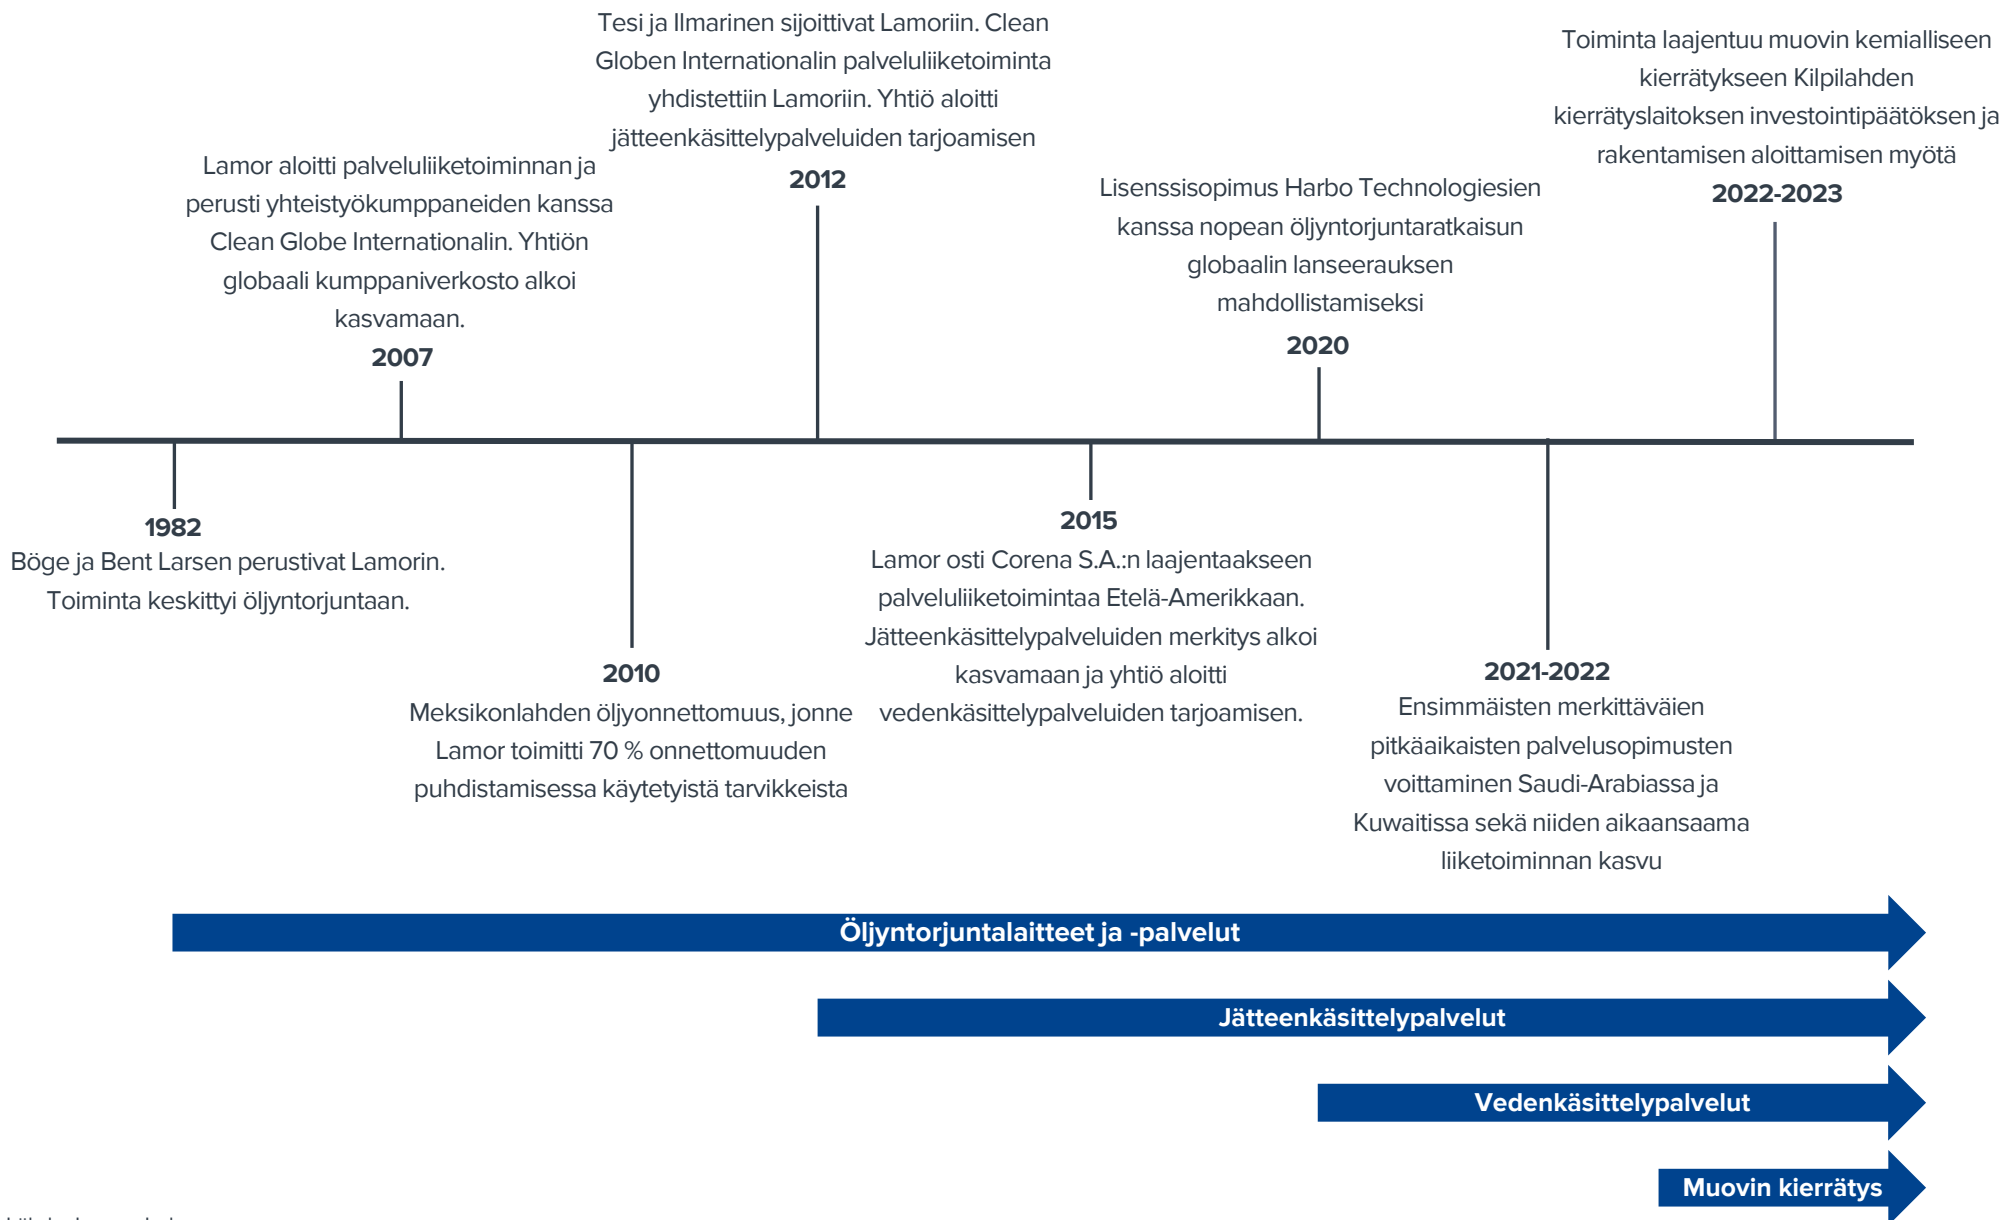 Tesi ja Ilmarinen sijoittivat Lamoriin. Clean
Globen Internationalin palveluliiketoiminta
yhdistettiin Lamoriin. Yhtiö aloitti
jätteenkäsittelypalveluiden tarjoamisen
2012
Toiminta laajentuu muovin kemialliseen
kierrätykseen Kilpilahden
kierrätyslaitoksen investointipäätöksen ja
rakentamisen aloittamisen myötä
2022-2023
Lamor aloitti palveluliiketoiminnan ja
perusti yhteistyökumppaneiden kanssa
Clean Globe Internationalin. Yhtiön
globaali kumppaniverkosto alkoi
kasvamaan.
2007
Lisenssisopimus Harbo Technologiesien
kanssa nopean öljyntorjuntaratkaisun
globaalin lanseerauksen
mahdollistamiseksi
2020
1982
Böge ja Bent Larsen perustivat Lamorin.
Toiminta keskittyi öljyntorjuntaan.
2010
Meksikonlahden öljyonnettomuus, jonne
Lamor toimitti 70 % onnettomuuden
puhdistamisessa käytetyistä tarvikkeista
2015
Lamor osti Corena S.A.:n laajentaakseen
palveluliiketoimintaa Etelä-Amerikkaan.
Jätteenkäsittelypalveluiden merkitys alkoi
kasvamaan ja yhtiö aloitti
vedenkäsittelypalveluiden tarjoamisen.
2021-2022
Ensimmäisten merkittäväien
pitkäaikaisten palvelusopimusten
voittaminen Saudi-Arabiassa ja
Kuwaitissa sekä niiden aikaansaama
liiketoiminnan kasvu
Öljyntorjuntalaitteet ja -palvelut
Jätteenkäsittelypalvelut
Vedenkäsittelypalvelut
Muovin kierrätys